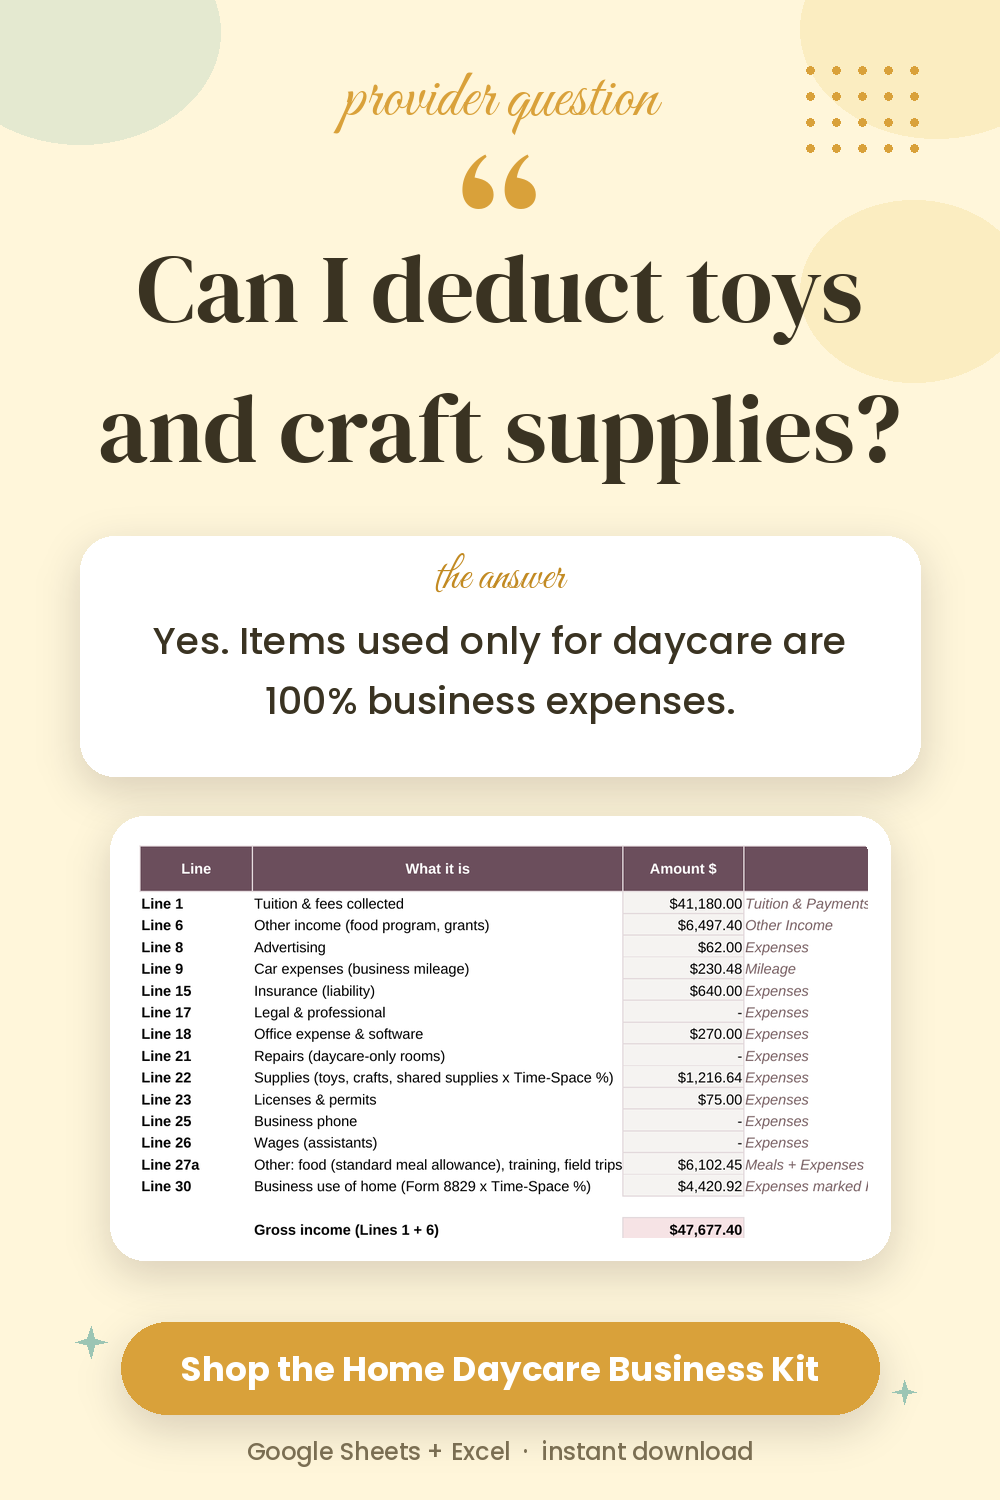 provider question
“
Can I deduct toys
and craft supplies?
the answer
Yes. Items used only for daycare are
100% business expenses.
Line What it is Amount $
Line 1 Tuition & fees collected $41,180.00 Tuition & Payments
Line 6 Other income (food program, grants) $6,497.40 Other Income
Line 8 Advertising $62.00 Expenses
Line 9 Car expenses (business mileage) $230.48 Mileage
Line 15 Insurance (liability) $640.00 Expenses
Line 17 Legal & professional - Expenses
Line 18 Office expense & software $270.00 Expenses
Line 21 Repairs (daycare-only rooms) - Expenses
Line 22 Supplies (toys, crafts, shared supplies x Time-Space %) $1,216.64 Expenses
Line 23 Licenses & permits $75.00 Expenses
Line 25 Business phone - Expenses
Line 26 Wages (assistants) - Expenses
Line 27a Other: food (standard meal allowance), training, field trips $6,102.45 Meals + Expenses
Line 30 Business use of home (Form 8829 x Time-Space %) $4,420.92 Expenses marked
Gross income (Lines 1 + 6) $47,677.40
Shop the Home Daycare Business Kit
Google Sheets + Excel · instant download